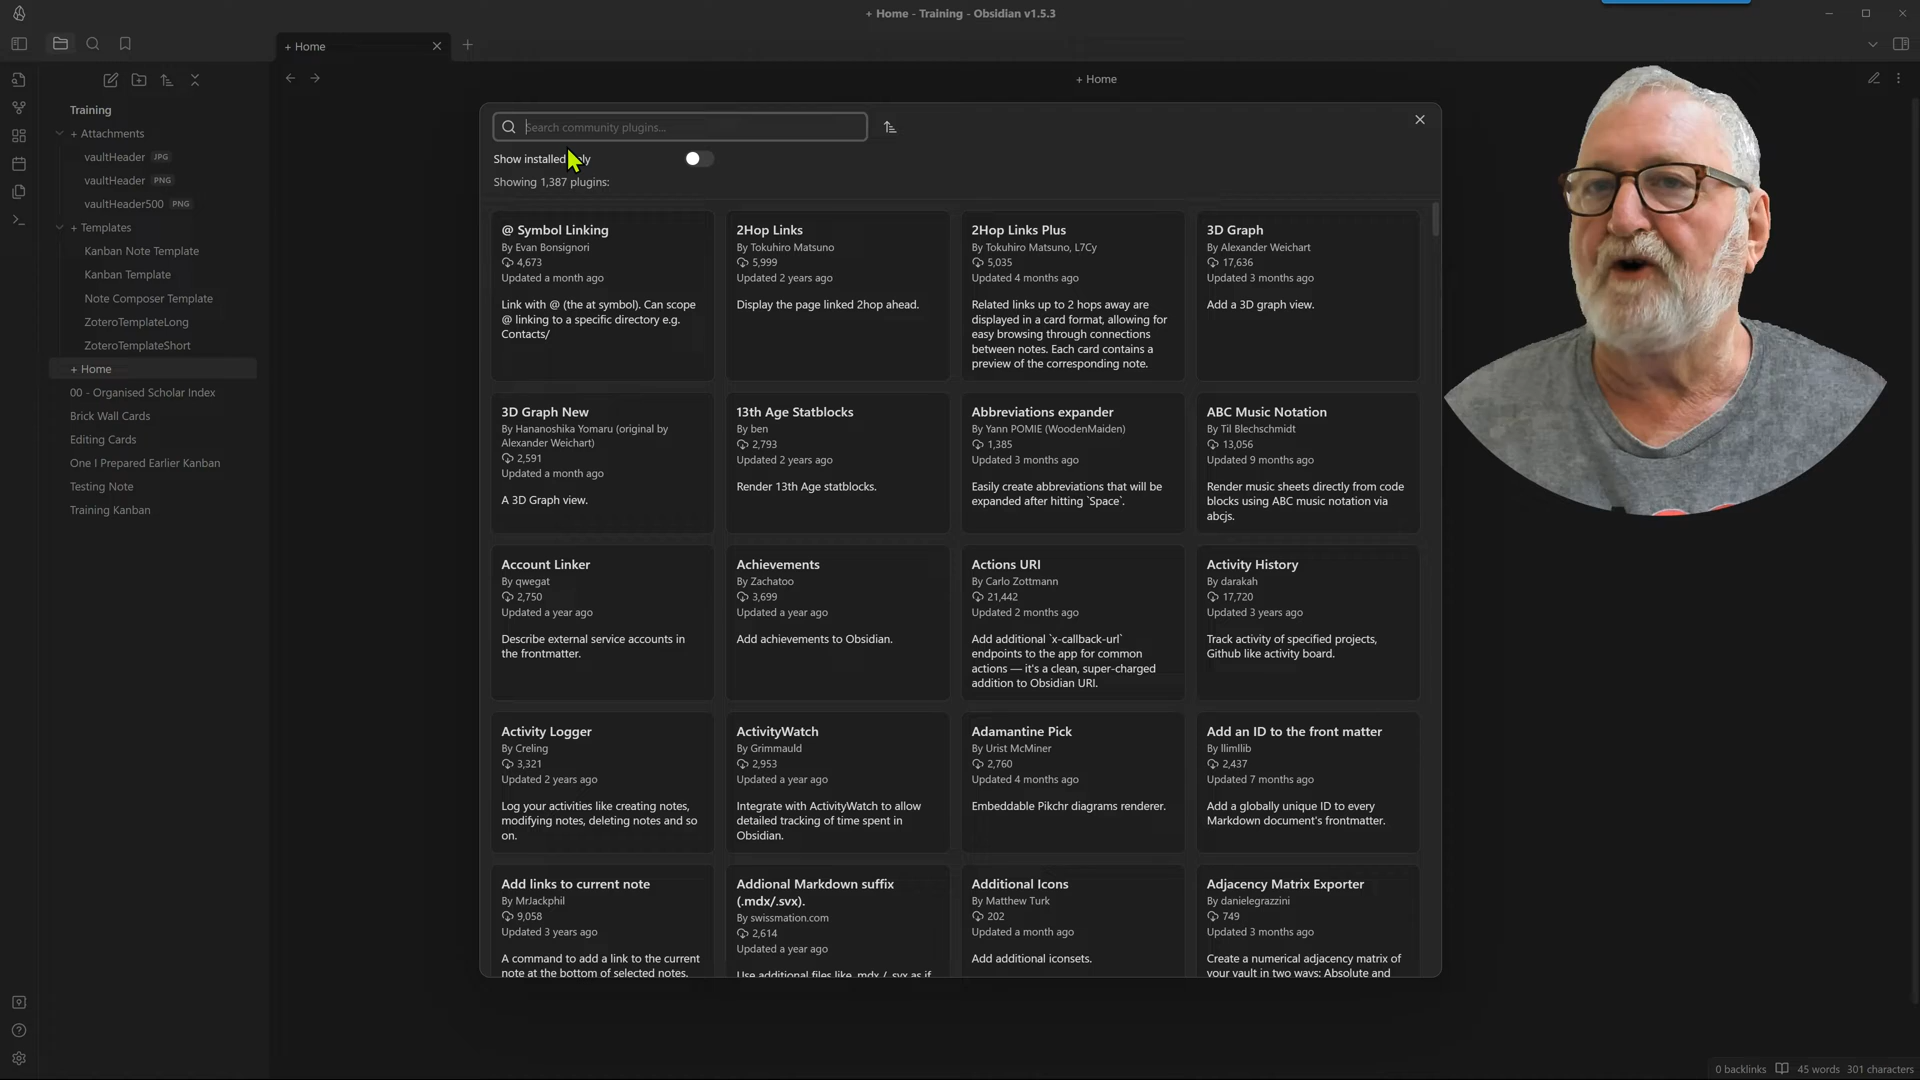 + Home - Training - Obsidian v1.5.3
+ Home
+ Home
Training
+ Attachments
vaultHeader JPG
vaultHeader PNG
vaultHeader500 PNG
+ Templates
Kanban Note Template
Kanban Template
Note Composer Template
ZoteroTemplateLong
ZoteroTemplateShort
+ Home
00 - Organised Scholar Index
Brick Wall Cards
Editing Cards
One I Prepared Earlier Kanban
Testing Note
Training Kanban
Search community plugins...
Show installed only
Showing 1,387 plugins:
@ Symbol Linking
By Evan Bonsignori
4,673
Updated a month ago
Link with @ (the at symbol). Can scope
@ linking to a specific directory e.g.
Contacts/
2Hop Links
By Tokuhiro Matsuno
5,999
Updated 2 years ago
Display the page linked 2hop ahead.
2Hop Links Plus
By Tokuhiro Matsuno, L7Cy
5,035
Updated 4 months ago
Related links up to 2 hops away are
displayed in a card format, allowing for
easy browsing through connections
between notes. Each card contains a
preview of the corresponding note.
3D Graph
By Alexander Weichart
17,636
Updated 3 months ago
Add a 3D graph view.
3D Graph New
By Hananoshika Yomaru (original by
Alexander Weichart)
2,591
Updated a month ago
A 3D Graph view.
13th Age Statblocks
By ben
2,793
Updated 2 years ago
Render 13th Age statblocks.
Abbreviations expander
By Yann POMIE (WoodenMaiden)
1,385
Updated 3 months ago
Easily create abbreviations that will be
expanded after hitting `Space`.
ABC Music Notation
By Til Blechschmidt
13,056
Updated 9 months ago
Render music sheets directly from code
blocks using ABC music notation via
abcjs.
Account Linker
By qwegat
2,750
Updated a year ago
Describe external service accounts in
the frontmatter.
Achievements
By Zachatoo
3,699
Updated a year ago
Add achievements to Obsidian.
Actions URI
By Carlo Zottmann
21,442
Updated 2 months ago
Add additional `x-callback-url`
endpoints to the app for common
actions — it's a clean, super-charged
addition to Obsidian URI.
Activity History
By darakah
17,720
Updated 3 years ago
Track activity of specified projects,
Github like activity board.
Activity Logger
By Creling
3,321
Updated 2 years ago
Log your activities like creating notes,
modifying notes, deleting notes and so
on.
ActivityWatch
By Grimmauld
2,953
Updated a year ago
Integrate with ActivityWatch to allow
detailed tracking of time spent in
Obsidian.
Adamantine Pick
By Urist McMiner
2,760
Updated 4 months ago
Embeddable Pikchr diagrams renderer.
Add an ID to the front matter
By llimllib
2,437
Updated 7 months ago
Add a globally unique ID to every
Markdown document's frontmatter.
Add links to current note
By MrJackphil
9,058
Updated 3 years ago
A command to add a link to the current
note at the bottom of selected notes.
Addional Markdown suffix
(.mdx/.svx).
By swissmation.com
2,614
Updated a year ago
Use additional files like .mdx / .svx as if
Additional Icons
By Matthew Turk
202
Updated a month ago
Add additional iconsets.
Adjacency Matrix Exporter
By danielegrazzini
749
Updated 3 months ago
Create a numerical adjacency matrix of
your vault in two ways: Absolute and
0 backlinks 45 words 301 characters